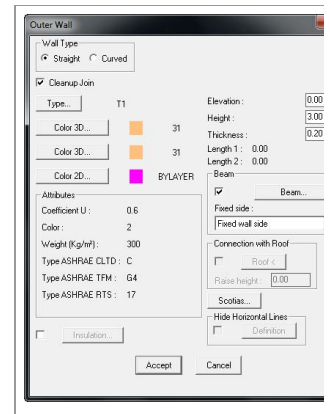 Outer Wall
Wall Type
Straight Curved
Cleanup Join
Type... T1
Color 3D... 31
Color 3D... 31
Color 2D... BYLAYER
Attributes
Coefficient U : 0.6
Color : 2
Weight (Kg/m²) : 300
Type ASHRAE CLTD : C
Type ASHRAE TFM : G4
Type ASHRAE RTS : 17
Insulation...
Elevation : 0.00
Height : 3.00
Thickness : 0.20
Length 1 : 0.00
Length 2 : 0.00
Beam
Beam...
Fixed side :
Fixed wall side
Connection with Roof
Roof <
Raise height : 0.00
Scotias...
Hide Horizontal Lines
Definition
Accept Cancel